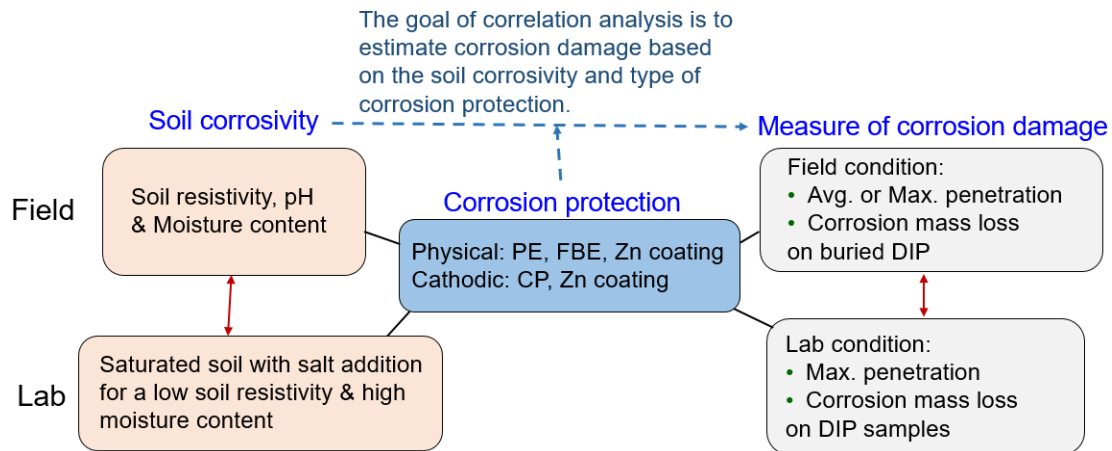 The goal of correlation analysis is to
estimate corrosion damage based
on the soil corrosivity and type of
corrosion protection.
Soil corrosivity
Measure of corrosion damage
Field
Soil resistivity, pH
& Moisture content
Corrosion protection
Physical: PE, FBE, Zn coating
Cathodic: CP, Zn coating
Field condition:
• Avg. or Max. penetration
• Corrosion mass loss
on buried DIP
Lab
Saturated soil with salt addition
for a low soil resistivity & high
moisture content
Lab condition:
• Max. penetration
• Corrosion mass loss
on DIP samples